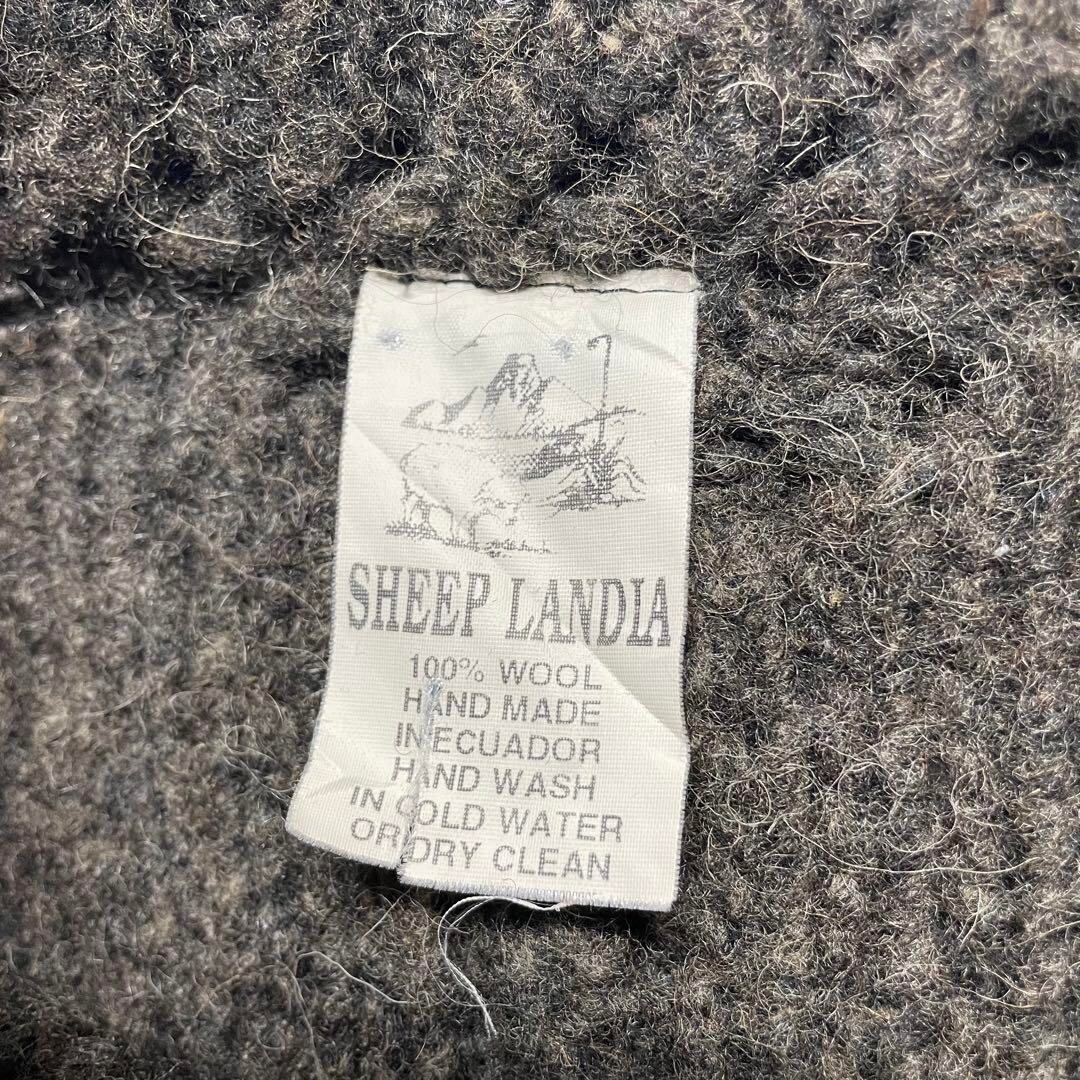 SHEEP LANDIA
100% WOOL
HAND MADE
IN ECUADOR
HAND WASH
IN COLD WATER
OR DRY CLEAN